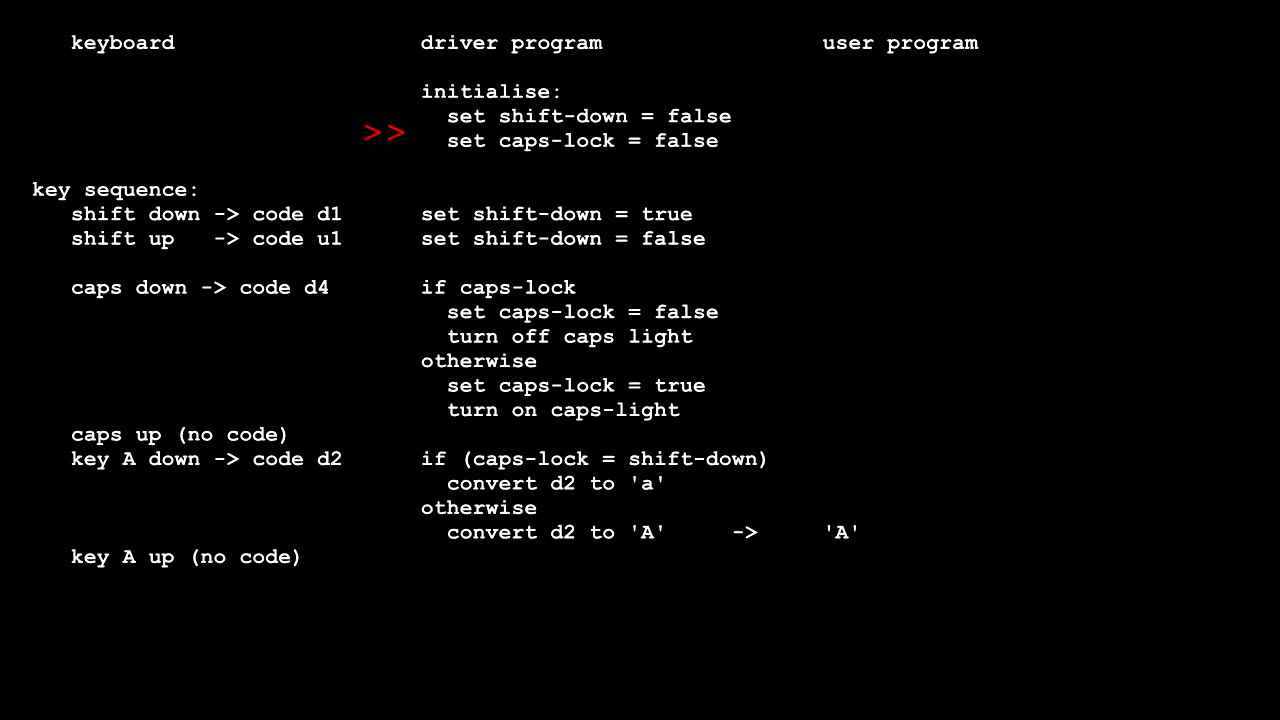 keyboard driver program user program
initialise:
set shift-down = false
>>
set caps-lock = false
key sequence:
shift down -> code d1 set shift-down = true
shift up -> code u1 set shift-down = false
caps down -> code d4 if caps-lock
set caps-lock = false
turn off caps light
otherwise
set caps-lock = true
turn on caps-light
caps up (no code)
key A down -> code d2 if (caps-lock = shift-down)
convert d2 to 'a'
otherwise
convert d2 to 'A' -> 'A'
key A up (no code)